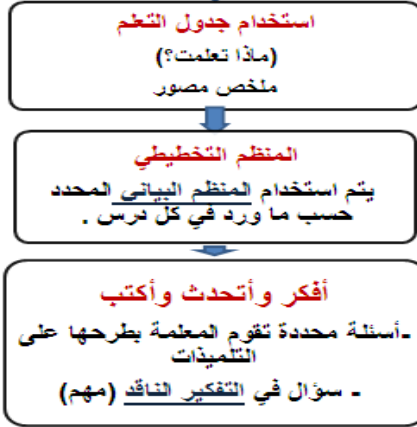 استخدام جدول التعلم
(ماذا تعلمت؟)
ملخص مصور
المنظم التخطيطي
يتم استخدام المنظم البياني المحدد
حسب ما ورد في كل درس .
أفكر وأتحدث وأكتب
-أسئلة محددة تقوم المعلمة بطرحها على
التلميذات
- سؤال في التفكير الناقد (مهم)